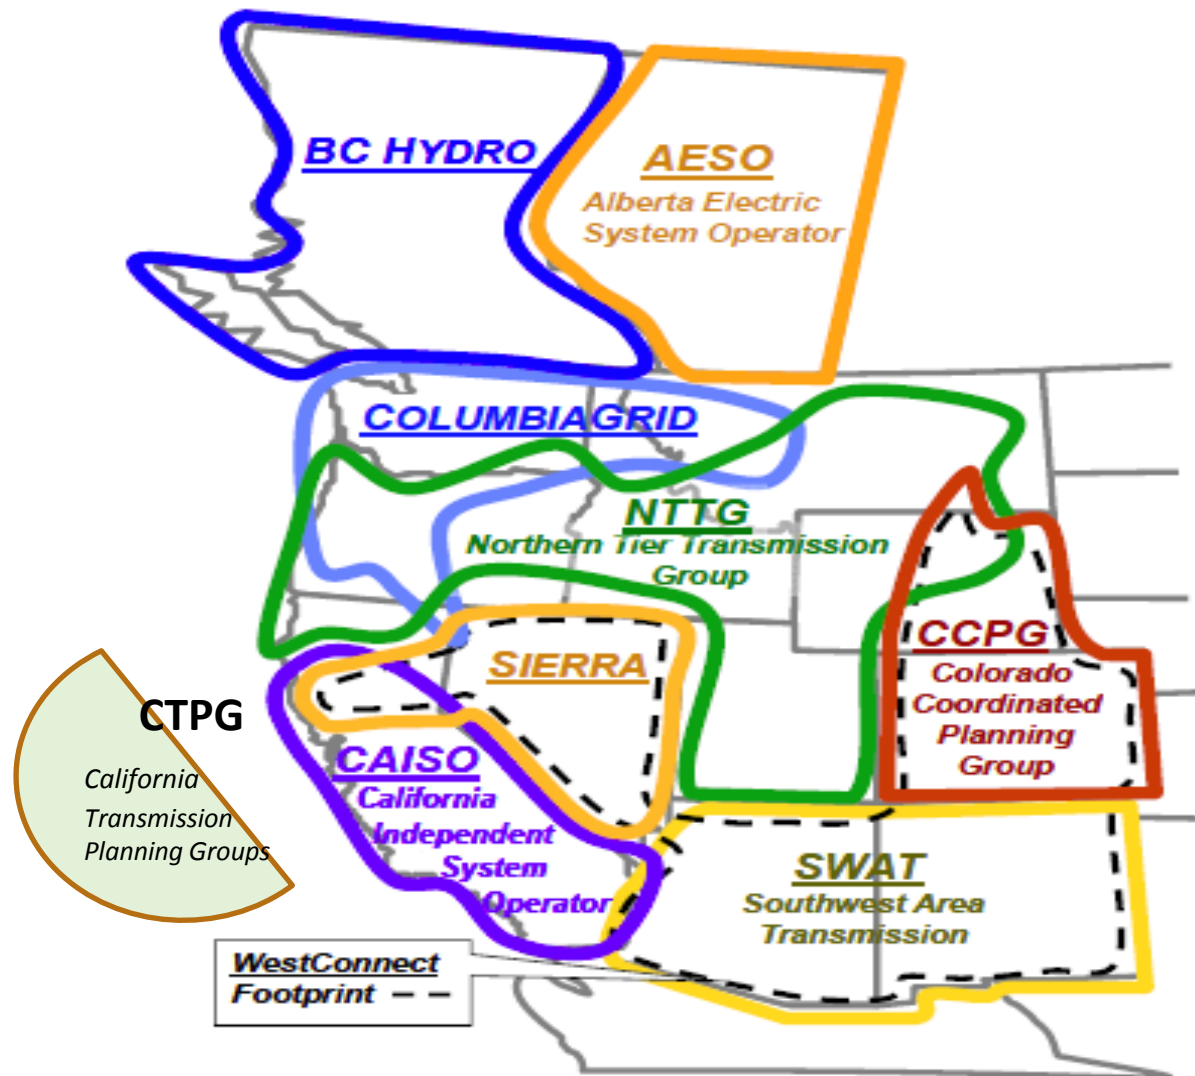 BC HYDRO
AESO
Alberta Electric
System Operator
COLUMBIAGRID
NTTG
Northern Tier Transmission
Group
SIERRA
CCPG
Colorado
Coordinated
Planning
Group
CTPG
California
Transmission
Planning Groups
CAISO
California
Independent
System
Operator
SWAT
Southwest Area
Transmission
WestConnect
Footprint